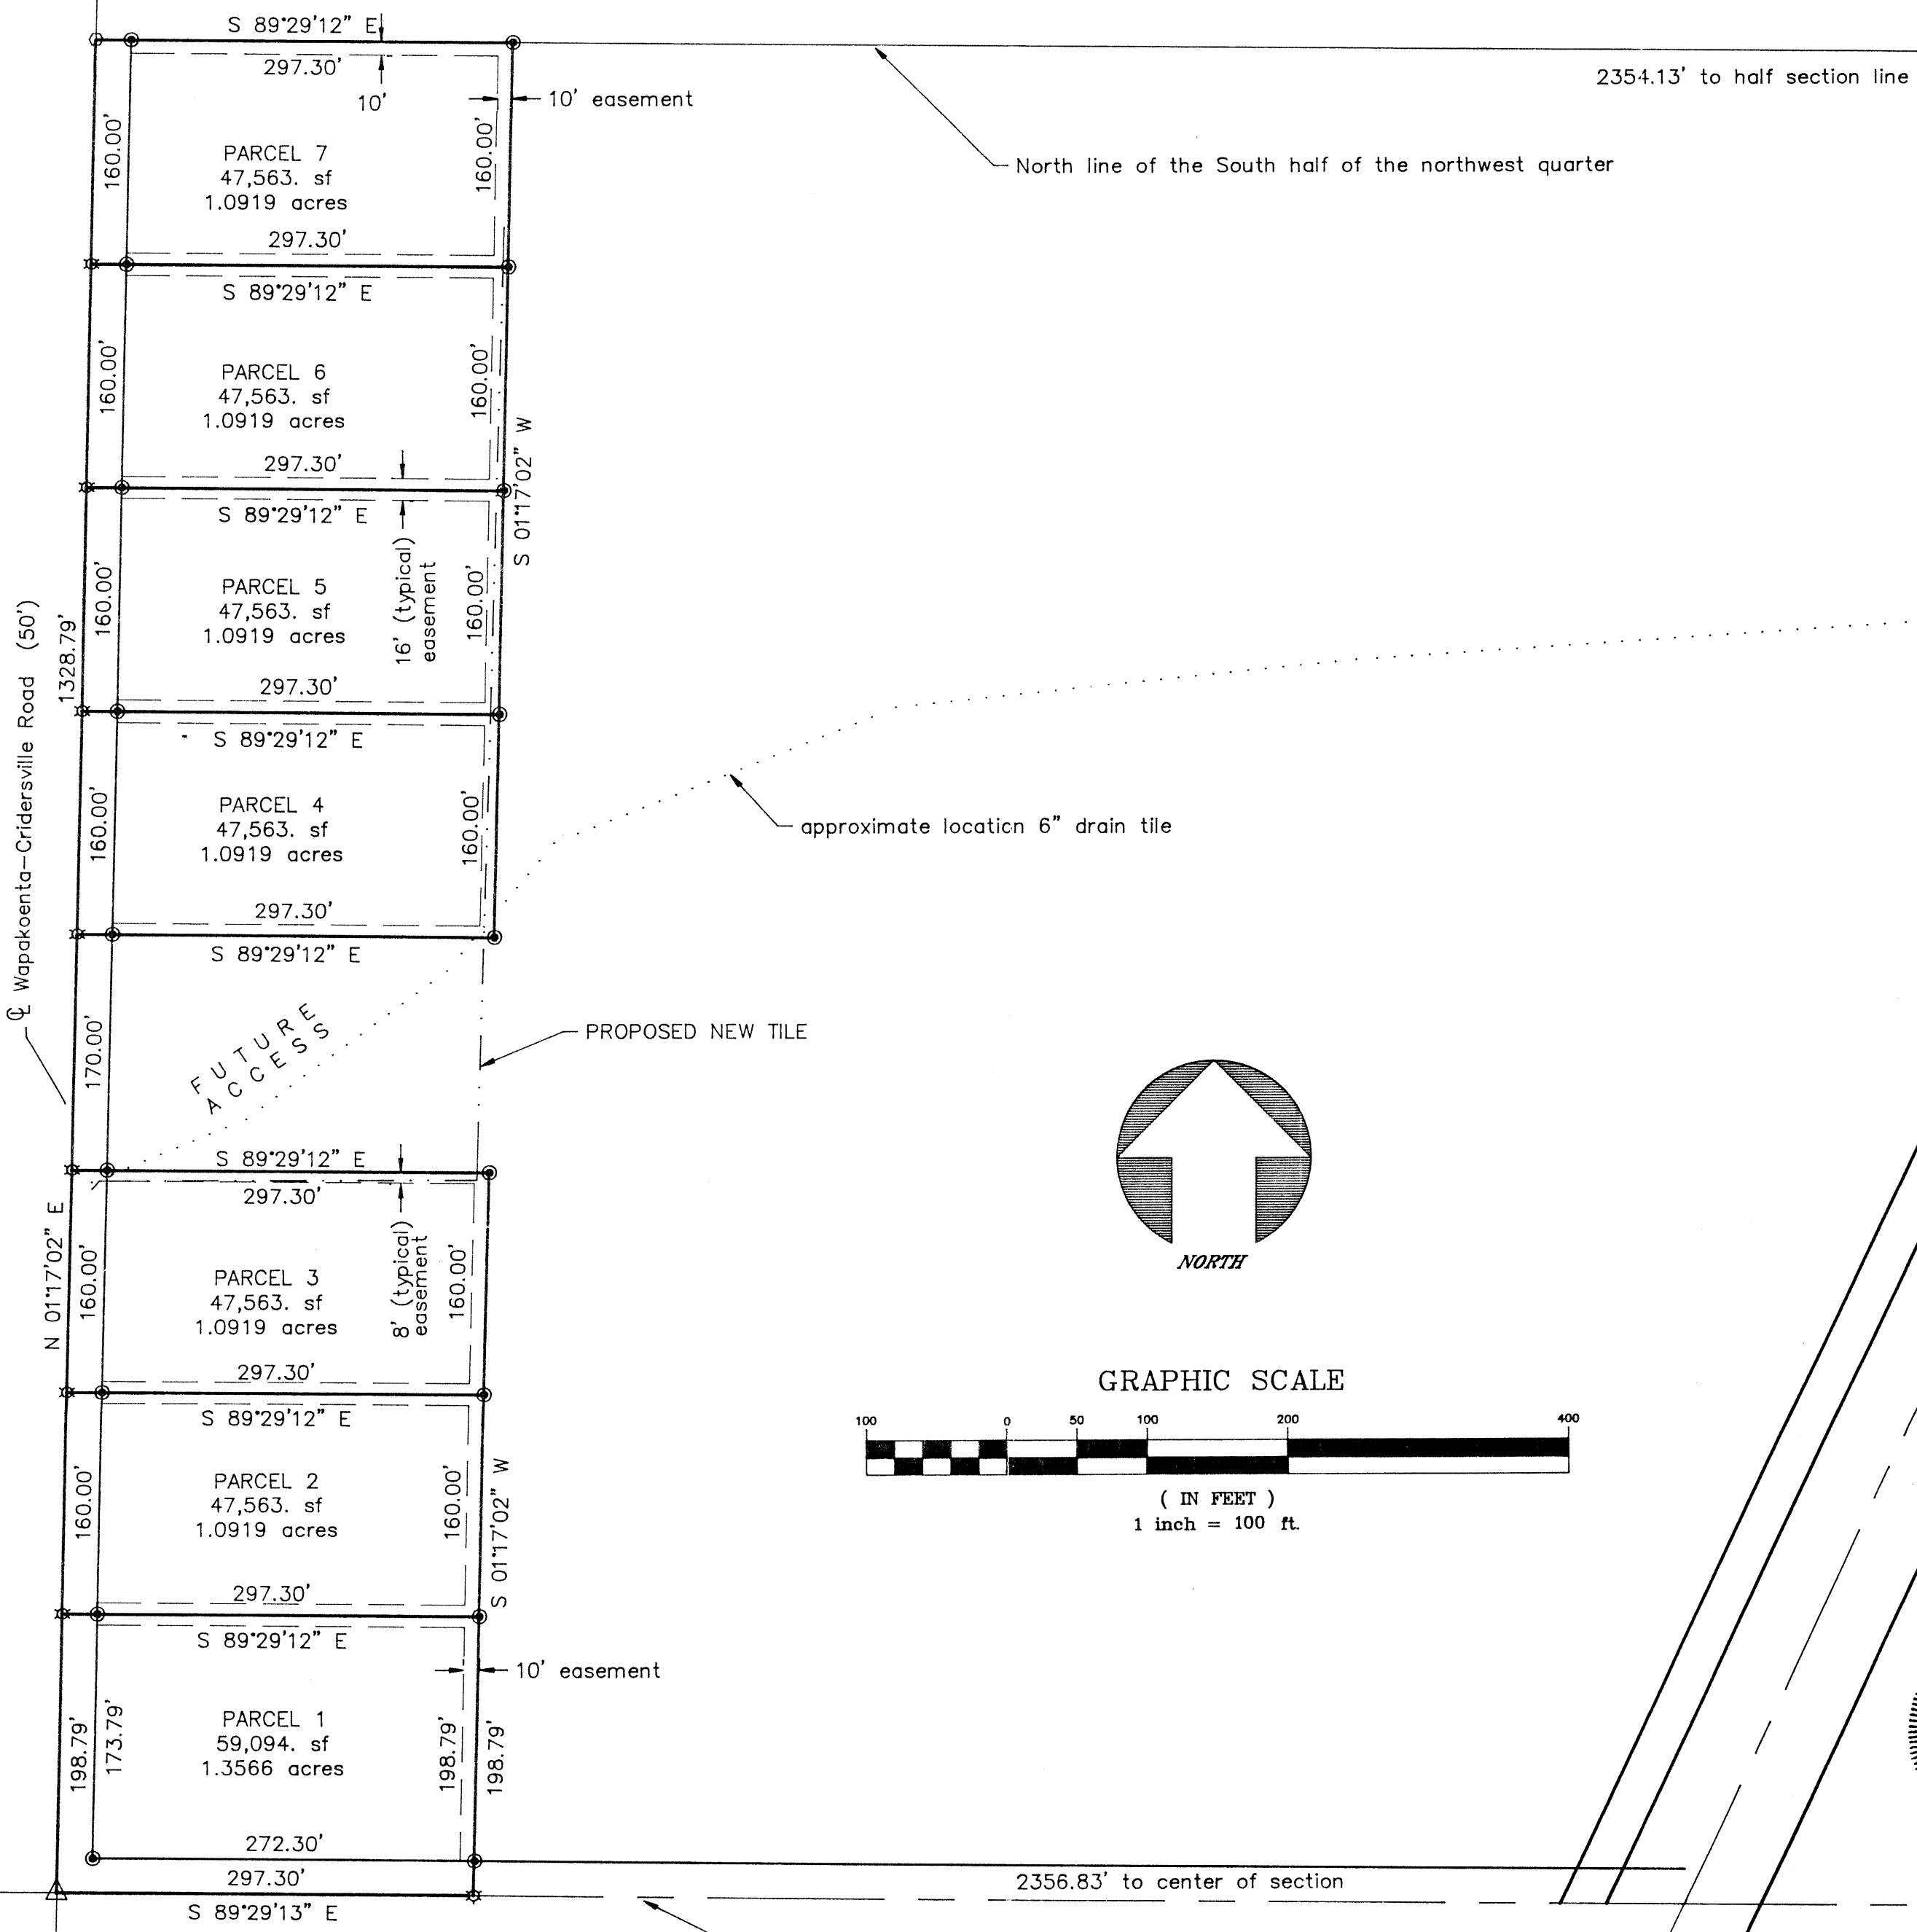 S 89°29'12" E
297.30'
10'
10' easement
2354.13' to half section line
North line of the South half of the northwest quarter
160.00'
PARCEL 7
47,563. sf
1.0919 acres
160.00'
297.30'
S 89°29'12" E
160.00'
PARCEL 6
47,563. sf
1.0919 acres
160.00'
S 01°17'02" W
297.30'
S 89°29'12" E
16' (typical)
easement
160.00'
PARCEL 5
47,563. sf
1.0919 acres
160.00'
1328.79'
℄ Wapakoenta-Cridersville Road (50')
297.30'
S 89°29'12" E
160.00'
PARCEL 4
47,563. sf
1.0919 acres
160.00'
approximate location 6" drain tile
297.30'
S 89°29'12" E
170.00'
FUTURE
ACCESS
PROPOSED NEW TILE
S 89°29'12" E
297.30'
8' (typical)
easement
N 01°17'02" E
160.00'
PARCEL 3
47,563. sf
1.0919 acres
160.00'
NORTH
297.30'
S 89°29'12" E
160.00'
PARCEL 2
47,563. sf
1.0919 acres
160.00'
S 01°17'02" W
GRAPHIC SCALE
100 0 50 100 200 400
( IN FEET )
1 inch = 100 ft.
297.30'
S 89°29'12" E
10' easement
198.79'
173.79'
PARCEL 1
59,094. sf
1.3566 acres
198.79'
198.79'
272.30'
297.30'
2356.83' to center of section
S 89°29'13" E